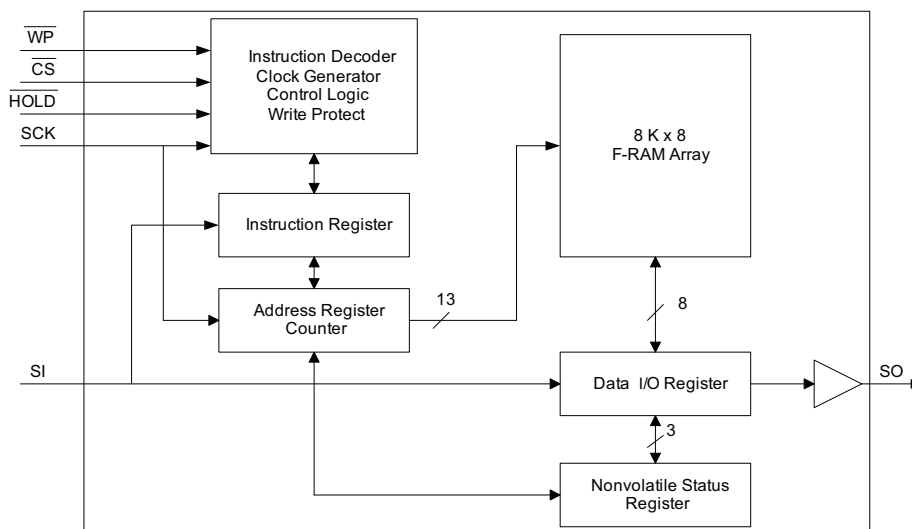 WP
CS
HOLD
SCK
Instruction Decoder
Clock Generator
Control Logic
Write Protect
8 K x 8
F-RAM Array
Instruction Register
Address Register
Counter
13
8
SI
Data I/O Register
SO
3
Nonvolatile Status
Register